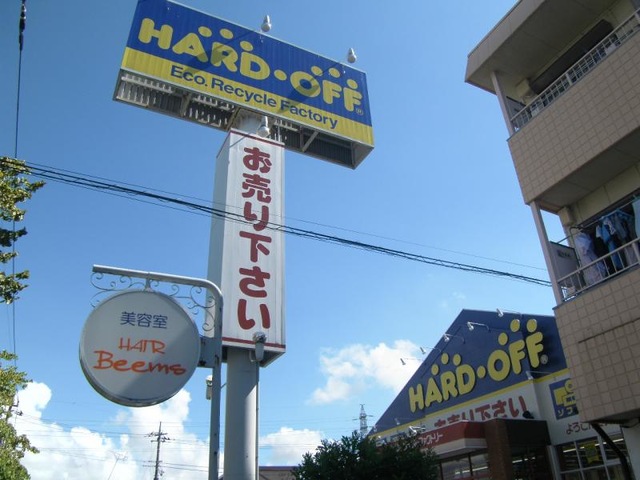 HARD・OFF
Eco. Recycle Factory
お売り下さい
美容室
HAIR
Beems
HARD・OFF
お売り下さい